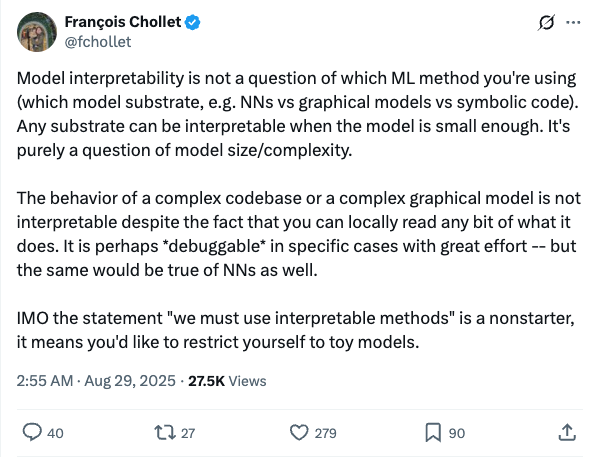 François Chollet
@fchollet
Model interpretability is not a question of which ML method you're using
(which model substrate, e.g. NNs vs graphical models vs symbolic code).
Any substrate can be interpretable when the model is small enough. It's
purely a question of model size/complexity.
The behavior of a complex codebase or a complex graphical model is not
interpretable despite the fact that you can locally read any bit of what it
does. It is perhaps *debuggable* in specific cases with great effort -- but
the same would be true of NNs as well.
IMO the statement "we must use interpretable methods" is a nonstarter,
it means you'd like to restrict yourself to toy models.
2:55 AM · Aug 29, 2025 · 27.5K Views
40 27 279 90